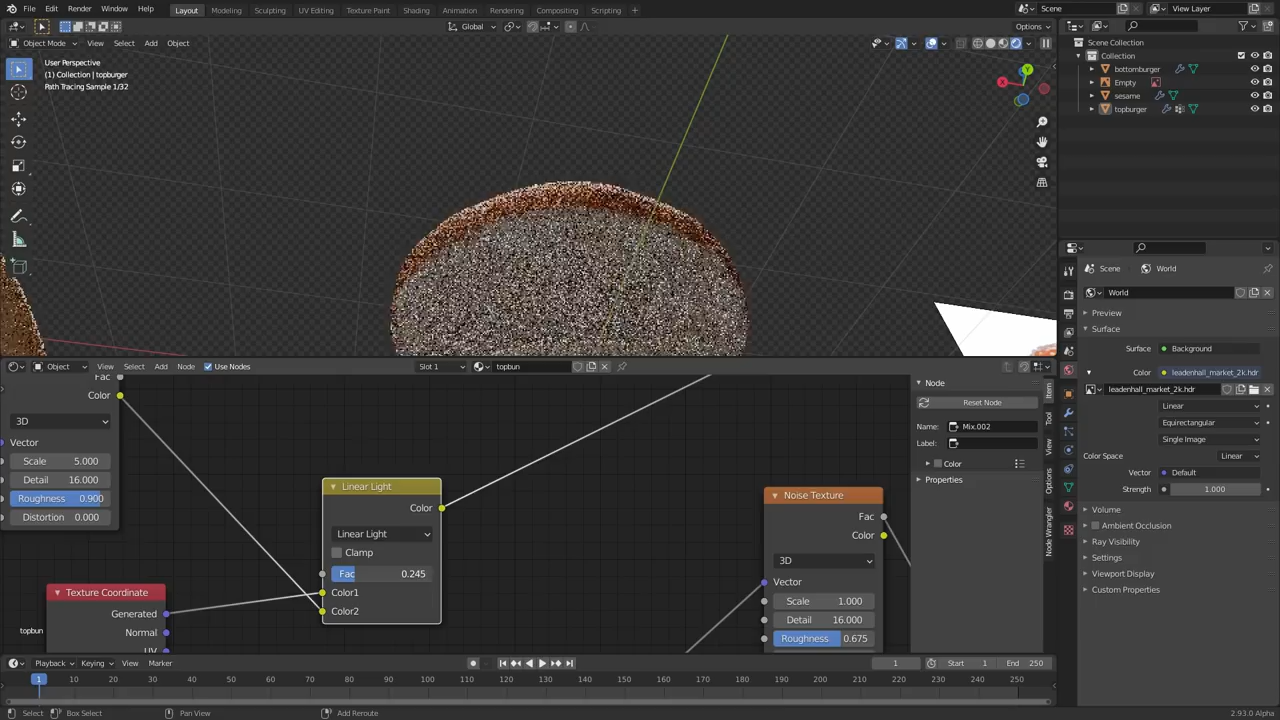 File Edit Render Window Help Layout Modeling Sculpting UV Editing Texture Paint Shading Animation Rendering Compositing Scripting + Scene View Layer
Global Options
Object Mode View Select Add Object
User Perspective
(1) Collection | topburger
Path Tracing Sample 1/32
X
Y
Scene Collection
Collection
bottomburger
Empty
sesame
topburger
Scene World
World
Preview
Surface
Surface Background
Color leadenhall_market_2k.hdr
leadenhall_market_2k.hdr
Linear
Equirectangular
Single Image
Color Space Linear
Vector Default
Strength 1.000
Volume
Ambient Occlusion
Ray Visibility
Settings
Viewport Display
Custom Properties
Object View Select Add Node Use Nodes Slot 1 topbun
Fac
Color
3D
Vector
Scale 5.000
Detail 16.000
Roughness 0.900
Distortion 0.000
Texture Coordinate
Generated
Normal
UV
topbun
Linear Light
Color
Linear Light
Clamp
Fac 0.245
Color1
Color2
Noise Texture
Fac
Color
3D
Vector
Scale 1.000
Detail 16.000
Roughness 0.675
Node
Reset Node
Name: Mix.002
Label:
Color
Properties
Item
Tool
View
Options
Node Wrangler
Playback Keying View Marker 1 Start 1 End 250
1 10 20 30 40 50 60 70 80 90 100 110 120 130 140 150 160 170 180 190 200 210 220 230 240 250
Select Box Select Pan View Add Reroute 2.93.0 Alpha